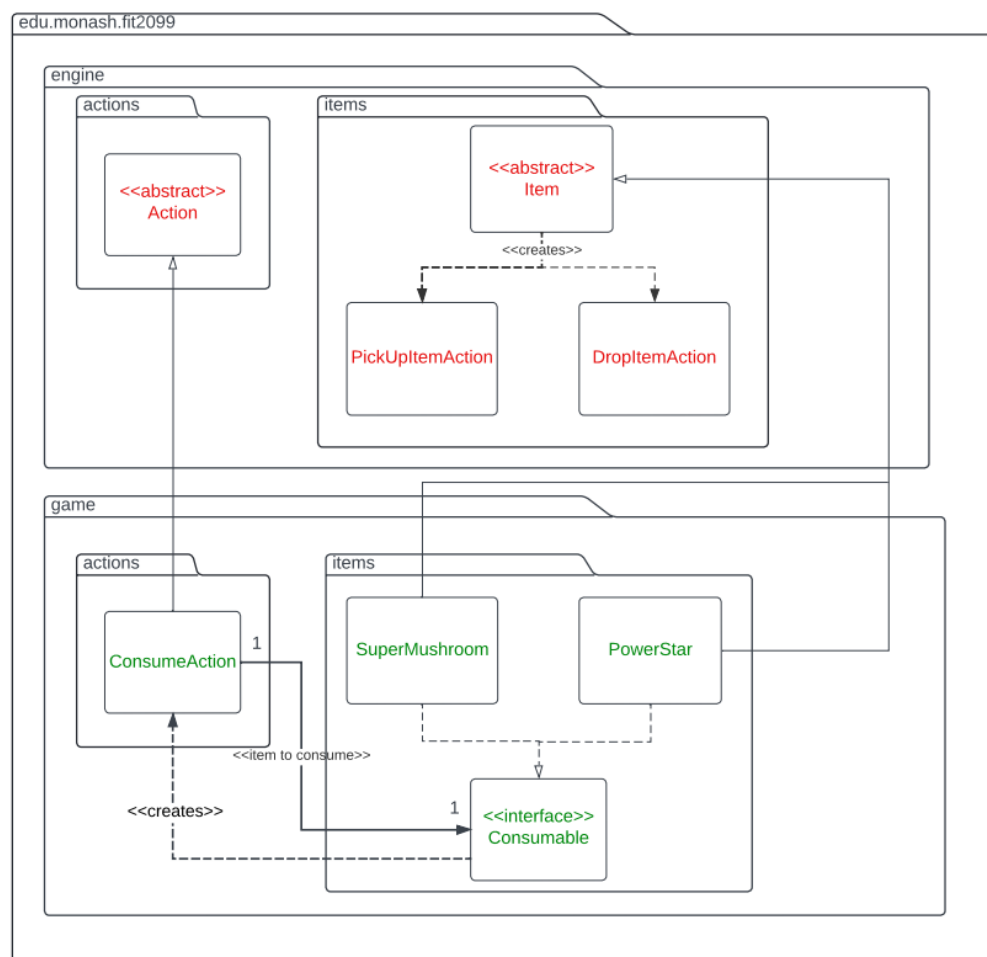 edu.monash.fit2099
engine
actions
items
<<abstract>>
Action
<<abstract>>
Item
<<creates>>
PickUpItemAction
DropItemAction
game
actions
items
ConsumeAction
1
SuperMushroom
PowerStar
<<item to consume>>
<<creates>>
1
<<interface>>
Consumable